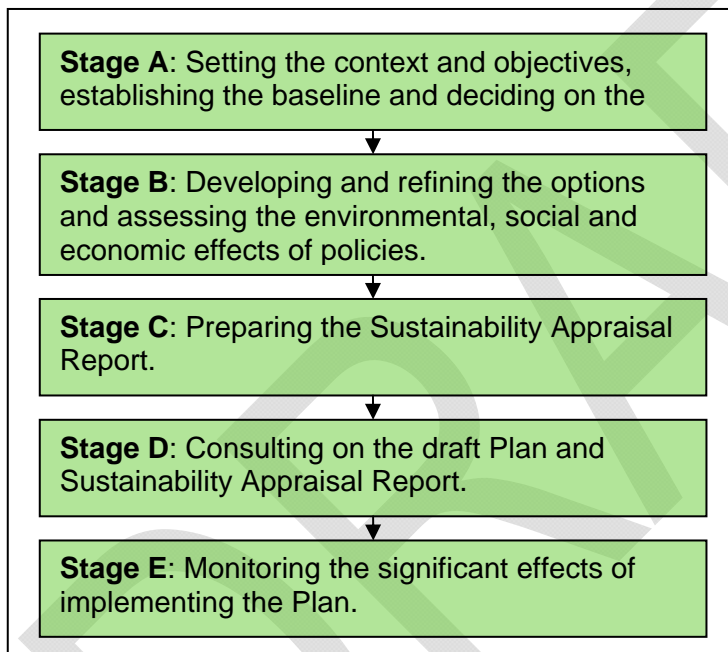 Stage A: Setting the context and objectives,
establishing the baseline and deciding on the
Stage B: Developing and refining the options
and assessing the environmental, social and
economic effects of policies.
Stage C: Preparing the Sustainability Appraisal
Report.
Stage D: Consulting on the draft Plan and
Sustainability Appraisal Report.
Stage E: Monitoring the significant effects of
implementing the Plan.